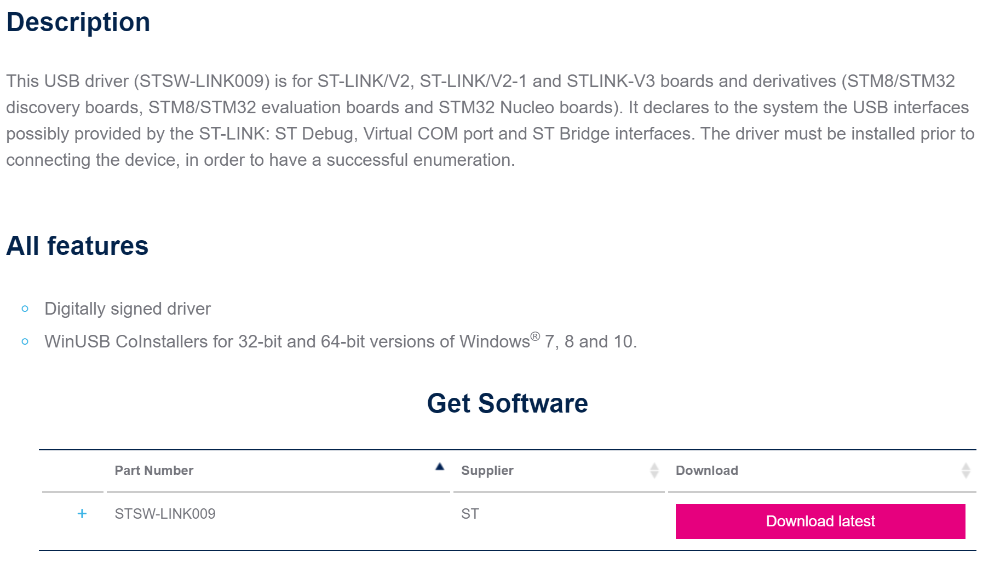 Description
This USB driver (STSW-LINK009) is for ST-LINK/V2, ST-LINK/V2-1 and STLINK-V3 boards and derivatives (STM8/STM32
discovery boards, STM8/STM32 evaluation boards and STM32 Nucleo boards). It declares to the system the USB interfaces
possibly provided by the ST-LINK: ST Debug, Virtual COM port and ST Bridge interfaces. The driver must be installed prior to
connecting the device, in order to have a successful enumeration.
All features
Digitally signed driver
WinUSB CoInstallers for 32-bit and 64-bit versions of Windows® 7, 8 and 10.
Get Software
Part Number Supplier Download
+ STSW-LINK009 ST Download latest